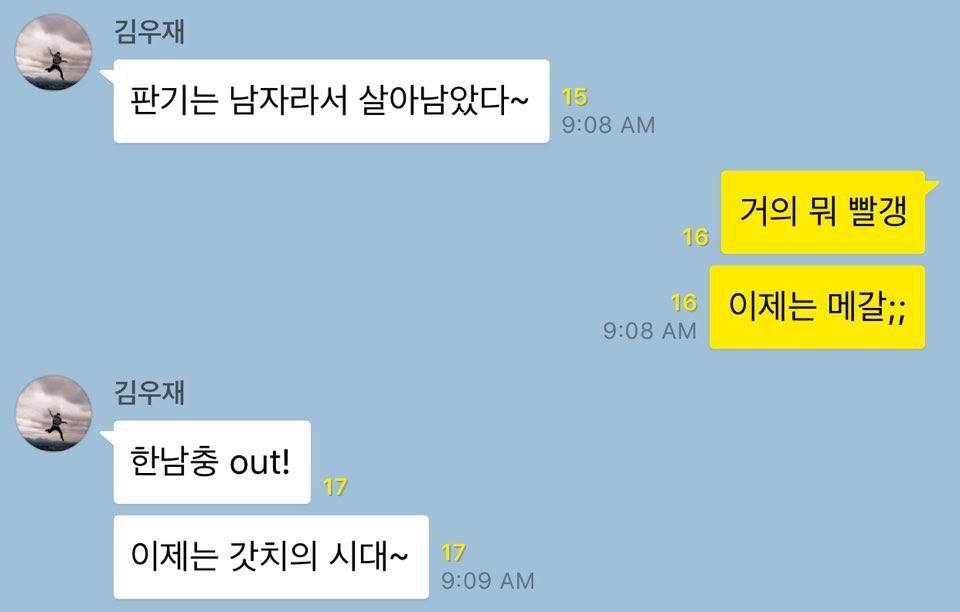 김우재
판기는 남자라서 살아남았다~
15
9:08 AM
거의 뭐 빨갱
16
이제는 메갈;;
16
9:08 AM
김우재
한남충 out!
17
이제는 갓치의 시대~
17
9:09 AM